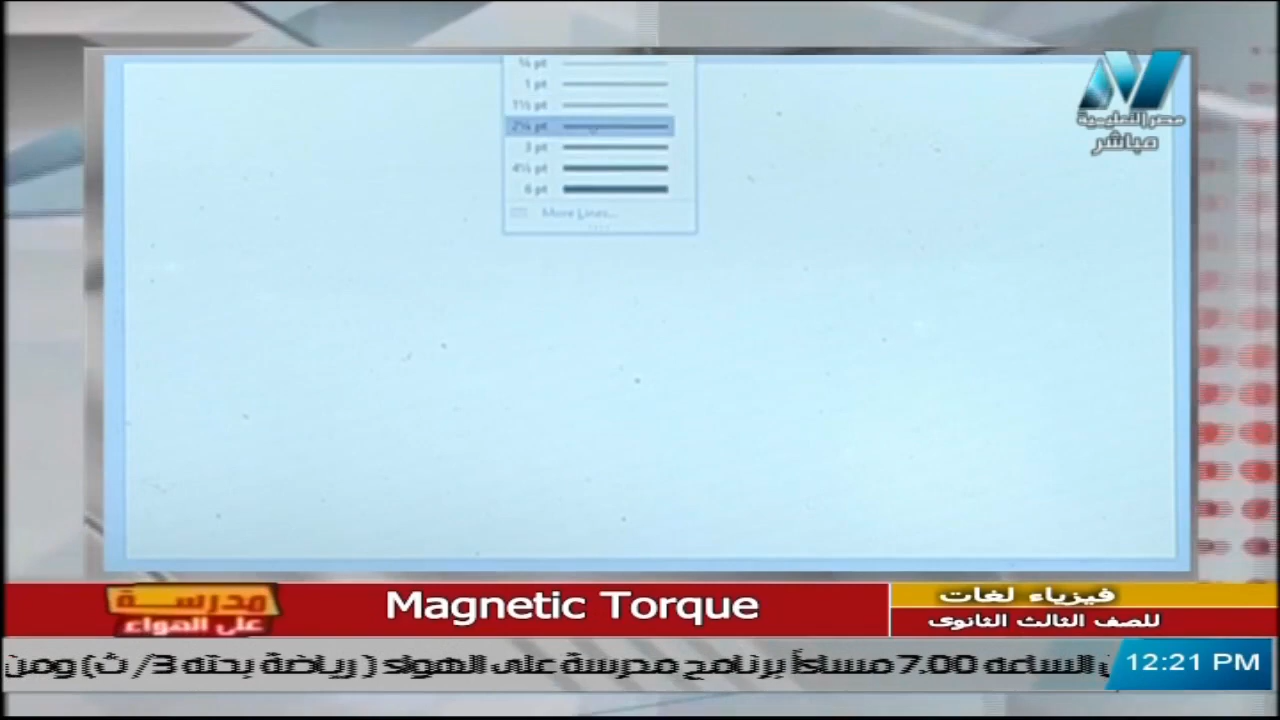 ¾ pt
1 pt
1½ pt
2¼ pt
3 pt
4½ pt
6 pt
More Lines...
مصر التعليمية
مباشر
مدرسة
على الهواء
Magnetic Torque
فيزياء لغات
للصف الثالث الثانوى
الساعه 7.00 مساءاً برنامج مدرسة على الهواء ( رياضة بحته 3/ ث) ومن
12:21 PM